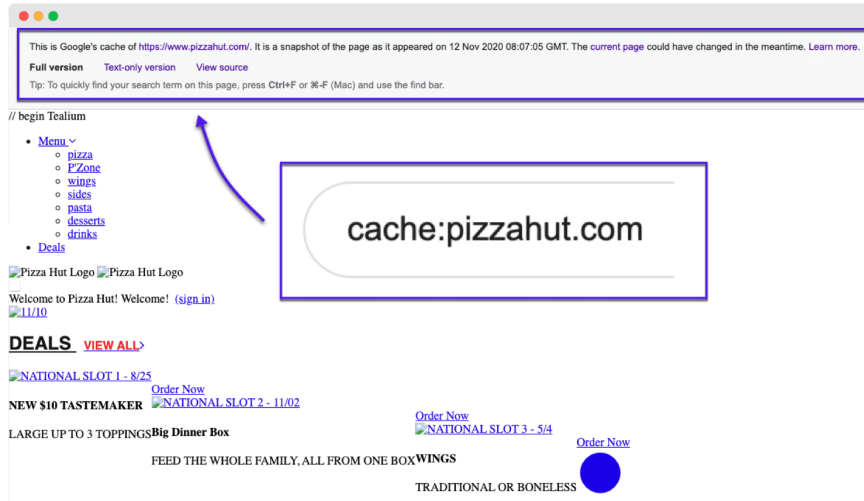 This is Google's cache of https://www.pizzahut.com/. It is a snapshot of the page as it appeared on 12 Nov 2020 08:07:05 GMT. The current page could have changed in the meantime. Learn more.
Full version Text-only version View source
Tip: To quickly find your search term on this page, press Ctrl+F or ⌘-F (Mac) and use the find bar.
// begin Tealium
Menu
pizza
P'Zone
wings
sides
pasta
desserts
drinks
Deals
cache:pizzahut.com
Pizza Hut Logo Pizza Hut Logo
Welcome to Pizza Hut! Welcome! (sign in)
11/10
DEALS VIEW ALL
NATIONAL SLOT 1 - 8/25
NEW $10 TASTEMAKER
LARGE UP TO 3 TOPPINGS
Order Now
NATIONAL SLOT 2 - 11/02
Big Dinner Box
FEED THE WHOLE FAMILY, ALL FROM ONE BOX
Order Now
NATIONAL SLOT 3 - 5/4
WINGS
TRADITIONAL OR BONELESS
Order Now